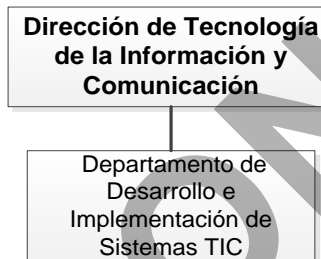 Dirección de Tecnología
de la Información y
Comunicación
Departamento de
Desarrollo e
Implementación de
Sistemas TIC